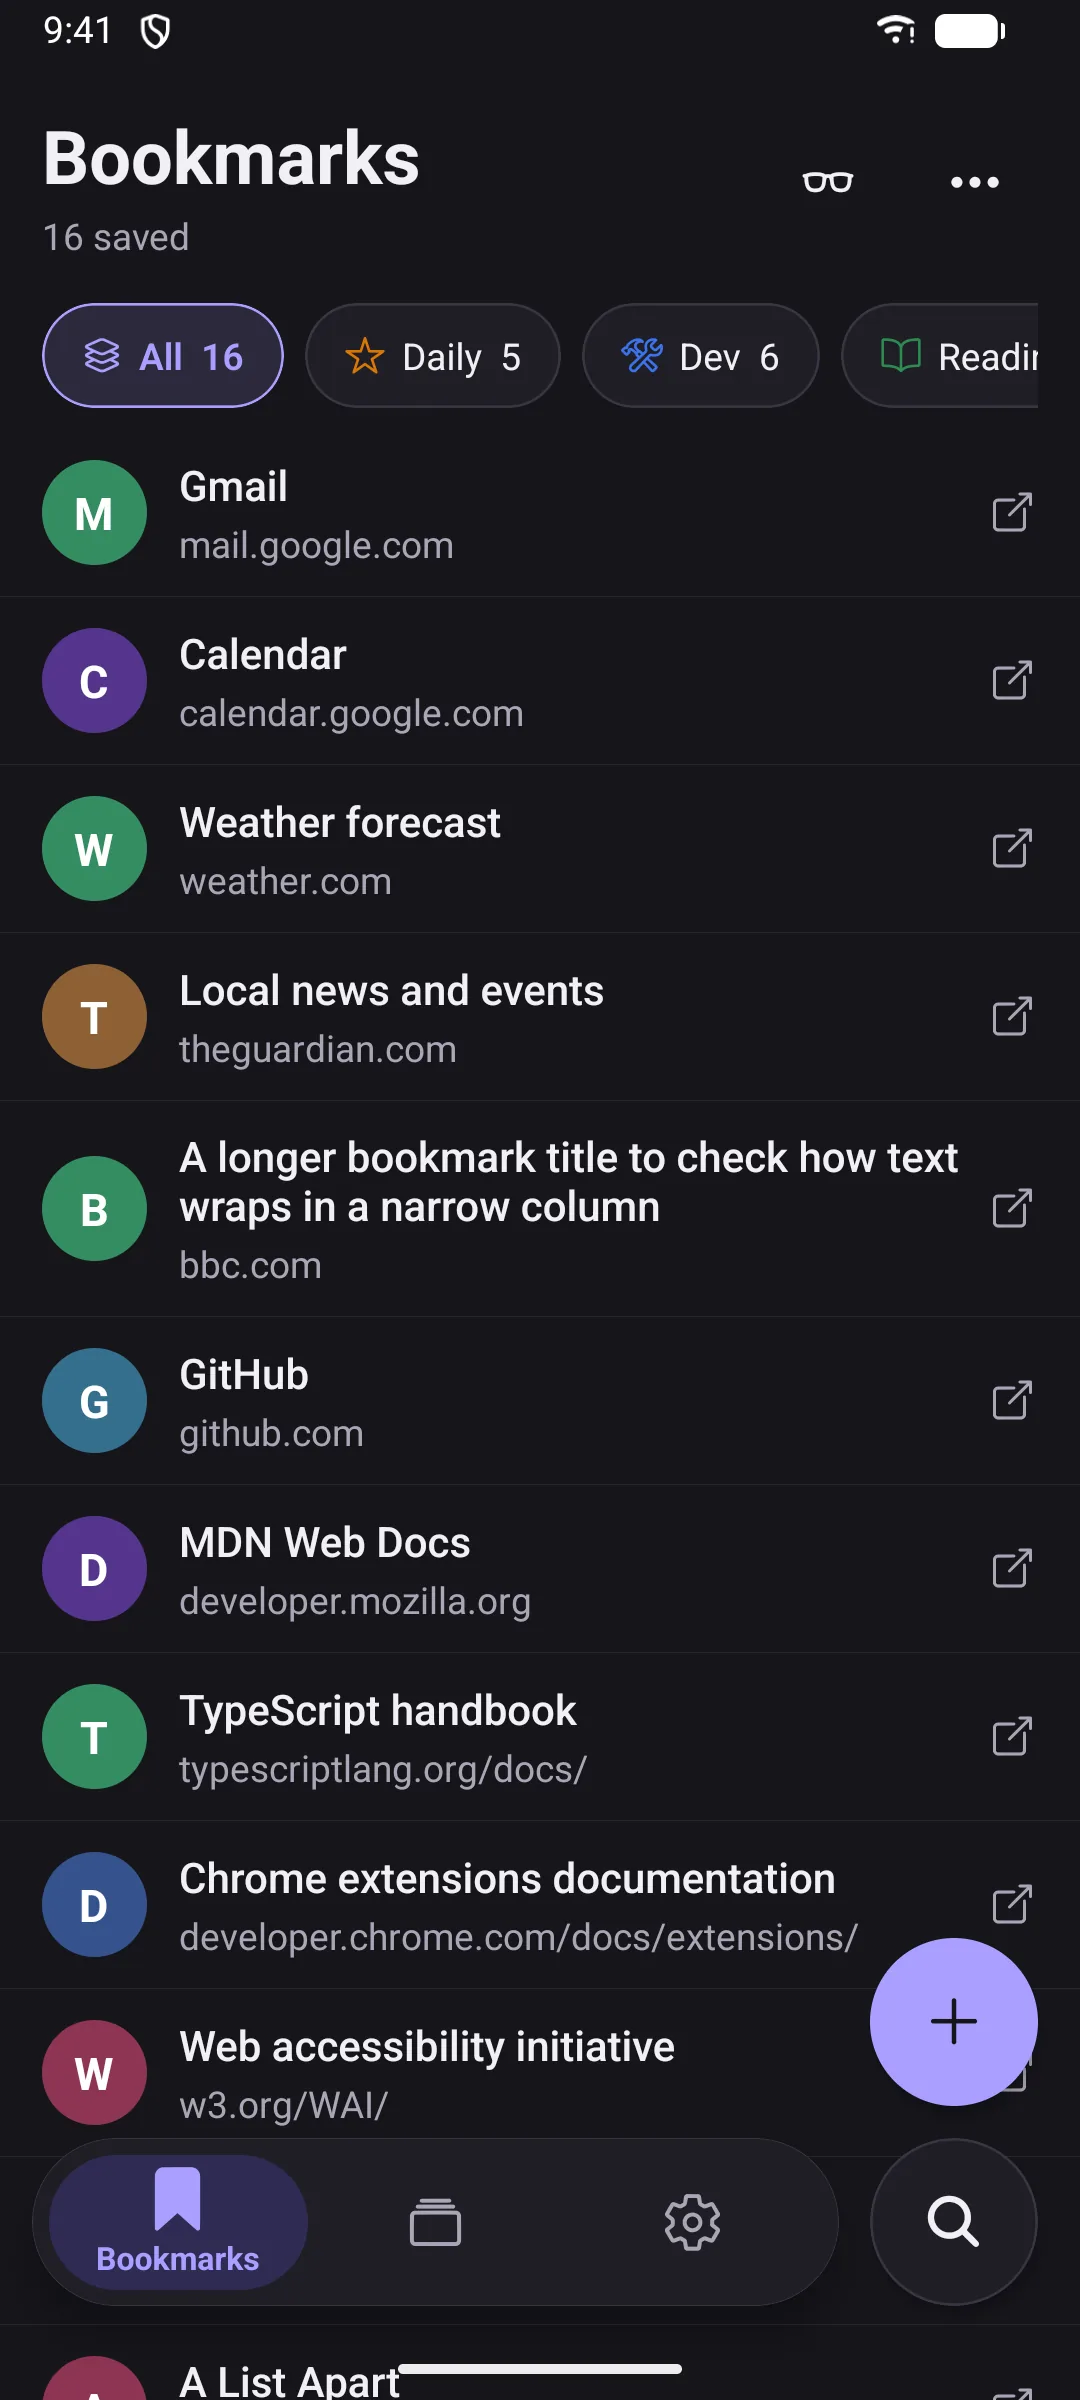 9:41
Bookmarks
16 saved
All 16
Daily 5
Dev 6
Readin
M
Gmail
mail.google.com
C
Calendar
calendar.google.com
W
Weather forecast
weather.com
T
Local news and events
theguardian.com
B
A longer bookmark title to check how text
wraps in a narrow column
bbc.com
G
GitHub
github.com
D
MDN Web Docs
developer.mozilla.org
T
TypeScript handbook
typescriptlang.org/docs/
D
Chrome extensions documentation
developer.chrome.com/docs/extensions/
W
Web accessibility initiative
w3.org/WAI/
Bookmarks
A
A List Apart